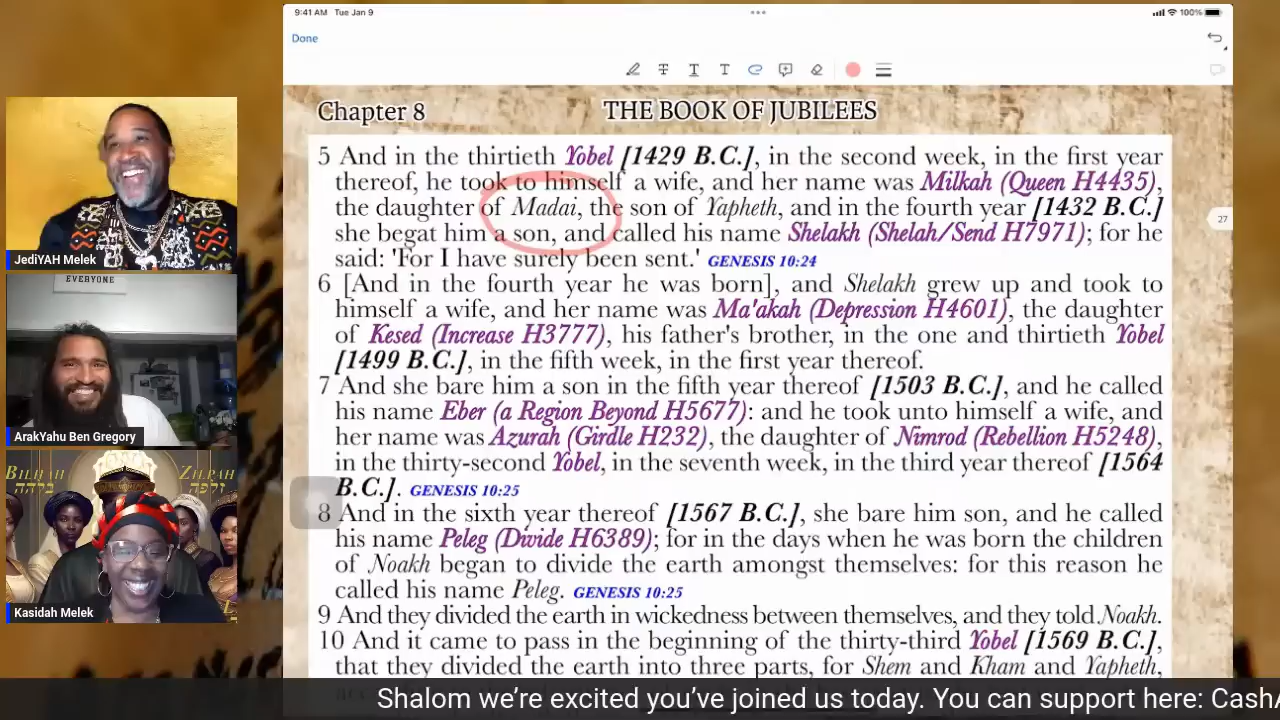 9:41 AM Tue Jan 9
100%
Done
Chapter 8
THE BOOK OF JUBILEES
5 And in the thirtieth Yobel [1429 B.C.], in the second week, in the first year
thereof, he took to himself a wife, and her name was Milkah (Queen H4435),
the daughter of Madai, the son of Yapheth, and in the fourth year [1432 B.C.]
she begat him a son, and called his name Shelakh (Shelah/Send H7971); for he
said: 'For I have surely been sent.' GENESIS 10:24
6 [And in the fourth year he was born], and Shelakh grew up and took to
himself a wife, and her name was Ma'akah (Depression H4601), the daughter
of Kesed (Increase H3777), his father's brother, in the one and thirtieth Yobel
[1499 B.C.], in the fifth week, in the first year thereof.
7 And she bare him a son in the fifth year thereof [1503 B.C.], and he called
his name Eber (a Region Beyond H5677): and he took unto himself a wife, and
her name was Azurah (Girdle H232), the daughter of Nimrod (Rebellion H5248),
in the thirty-second Yobel, in the seventh week, in the third year thereof [1564
B.C.]. GENESIS 10:25
8 And in the sixth year thereof [1567 B.C.], she bare him son, and he called
his name Peleg (Divide H6389); for in the days when he was born the children
of Noakh began to divide the earth amongst themselves: for this reason he
called his name Peleg. GENESIS 10:25
9 And they divided the earth in wickedness between themselves, and they told Noakh.
10 And it came to pass in the beginning of the thirty-third Yobel [1569 B.C.],
that they divided the earth into three parts, for Shem and Kham and Yapheth,
27
JediYAH Melek
EVERYONE
ArakYahu Ben Gregory
BILHAH
בלהה
ZILPAH
זלפה
Kasidah Melek
Shalom we're excited you've joined us today. You can support here: Cash